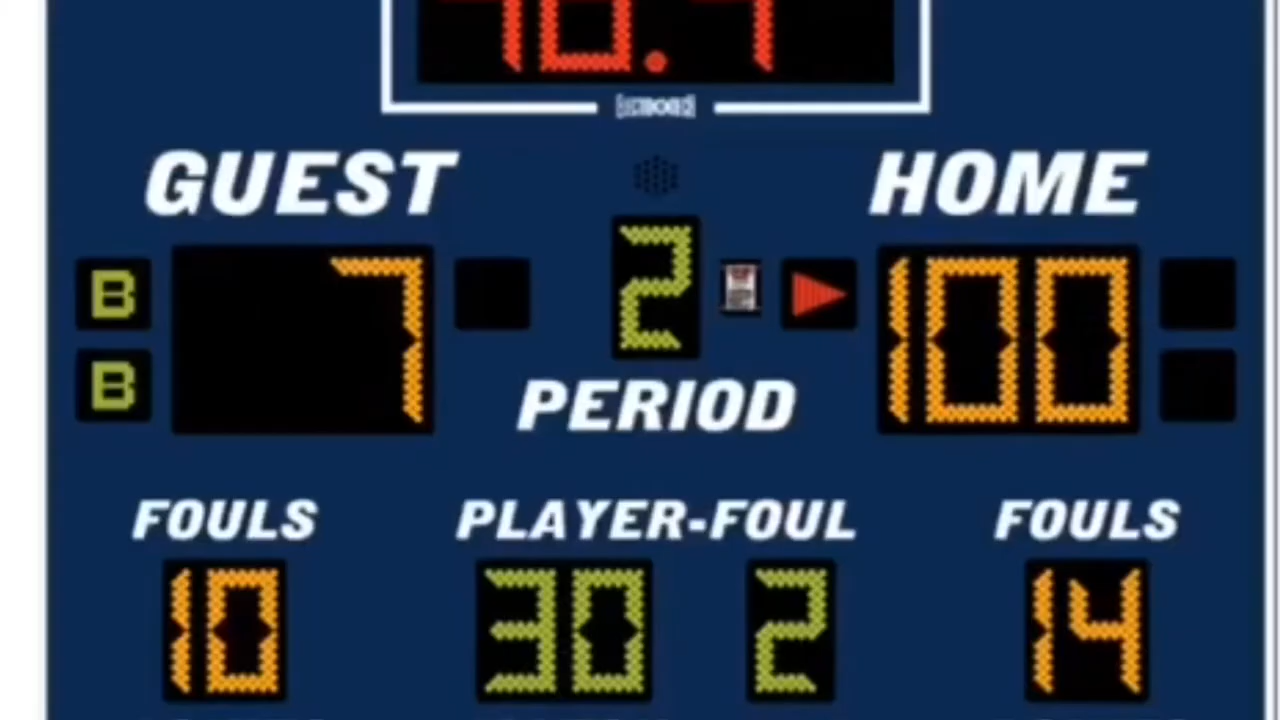 GUEST
HOME
B 7 2 100
B
PERIOD
FOULS PLAYER-FOUL FOULS
10 30 2 14